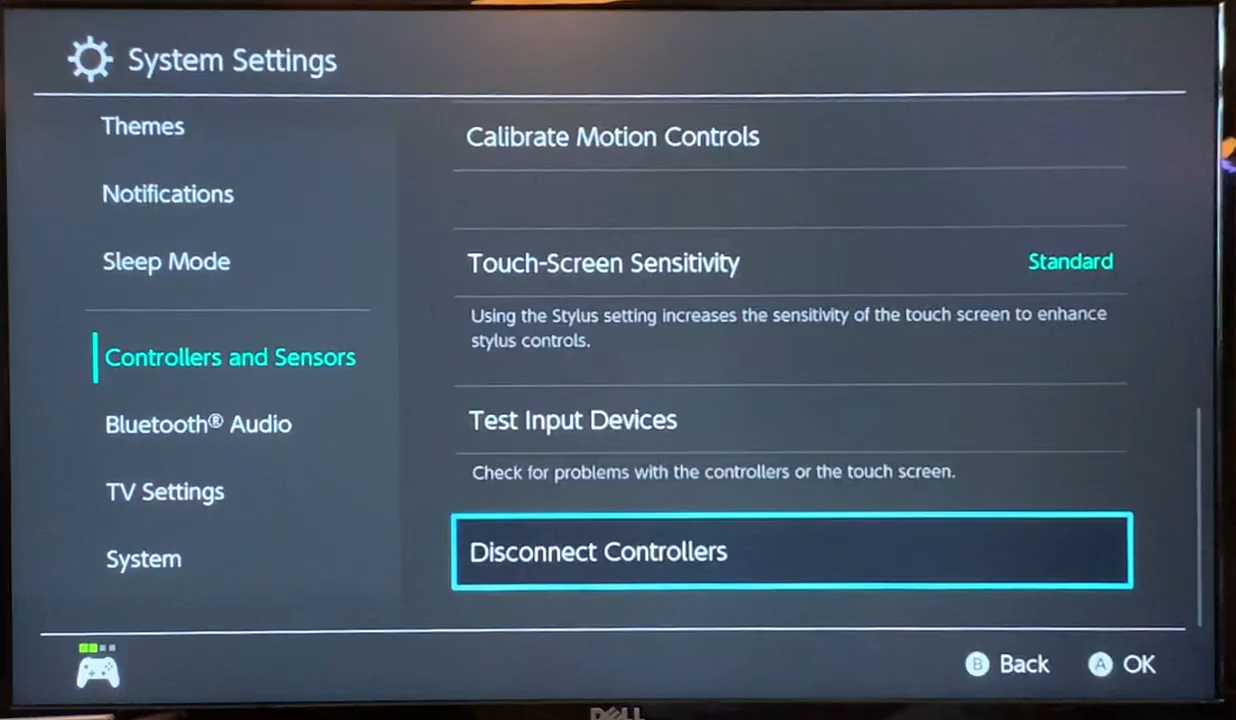 System Settings
Themes
Notifications
Sleep Mode
Controllers and Sensors
Bluetooth® Audio
TV Settings
System
Calibrate Motion Controls
Touch-Screen Sensitivity Standard
Using the Stylus setting increases the sensitivity of the touch screen to enhance
stylus controls.
Test Input Devices
Check for problems with the controllers or the touch screen.
Disconnect Controllers
B Back A OK
DELL